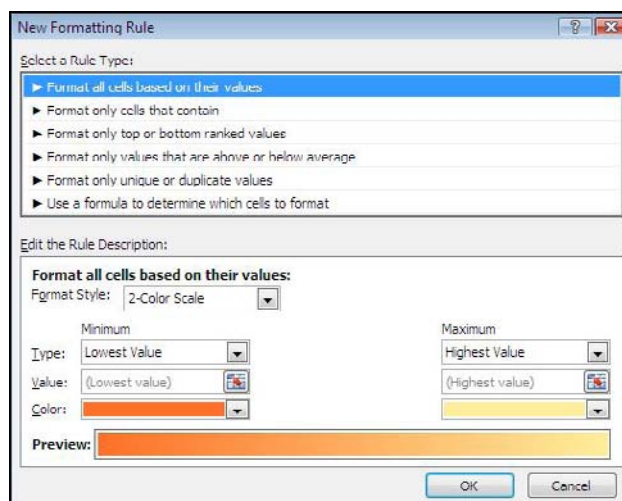 New Formatting Rule
Select a Rule Type:
► Format all cells based on their values
► Format only cells that contain
► Format only top or bottom ranked values
► Format only values that are above or below average
► Format only unique or duplicate values
► Use a formula to determine which cells to format
Edit the Rule Description:
Format all cells based on their values:
Format Style: 2-Color Scale
Minimum Maximum
Type: Lowest Value Highest Value
Value: (Lowest value) (Highest value)
Color:
Preview:
OK Cancel